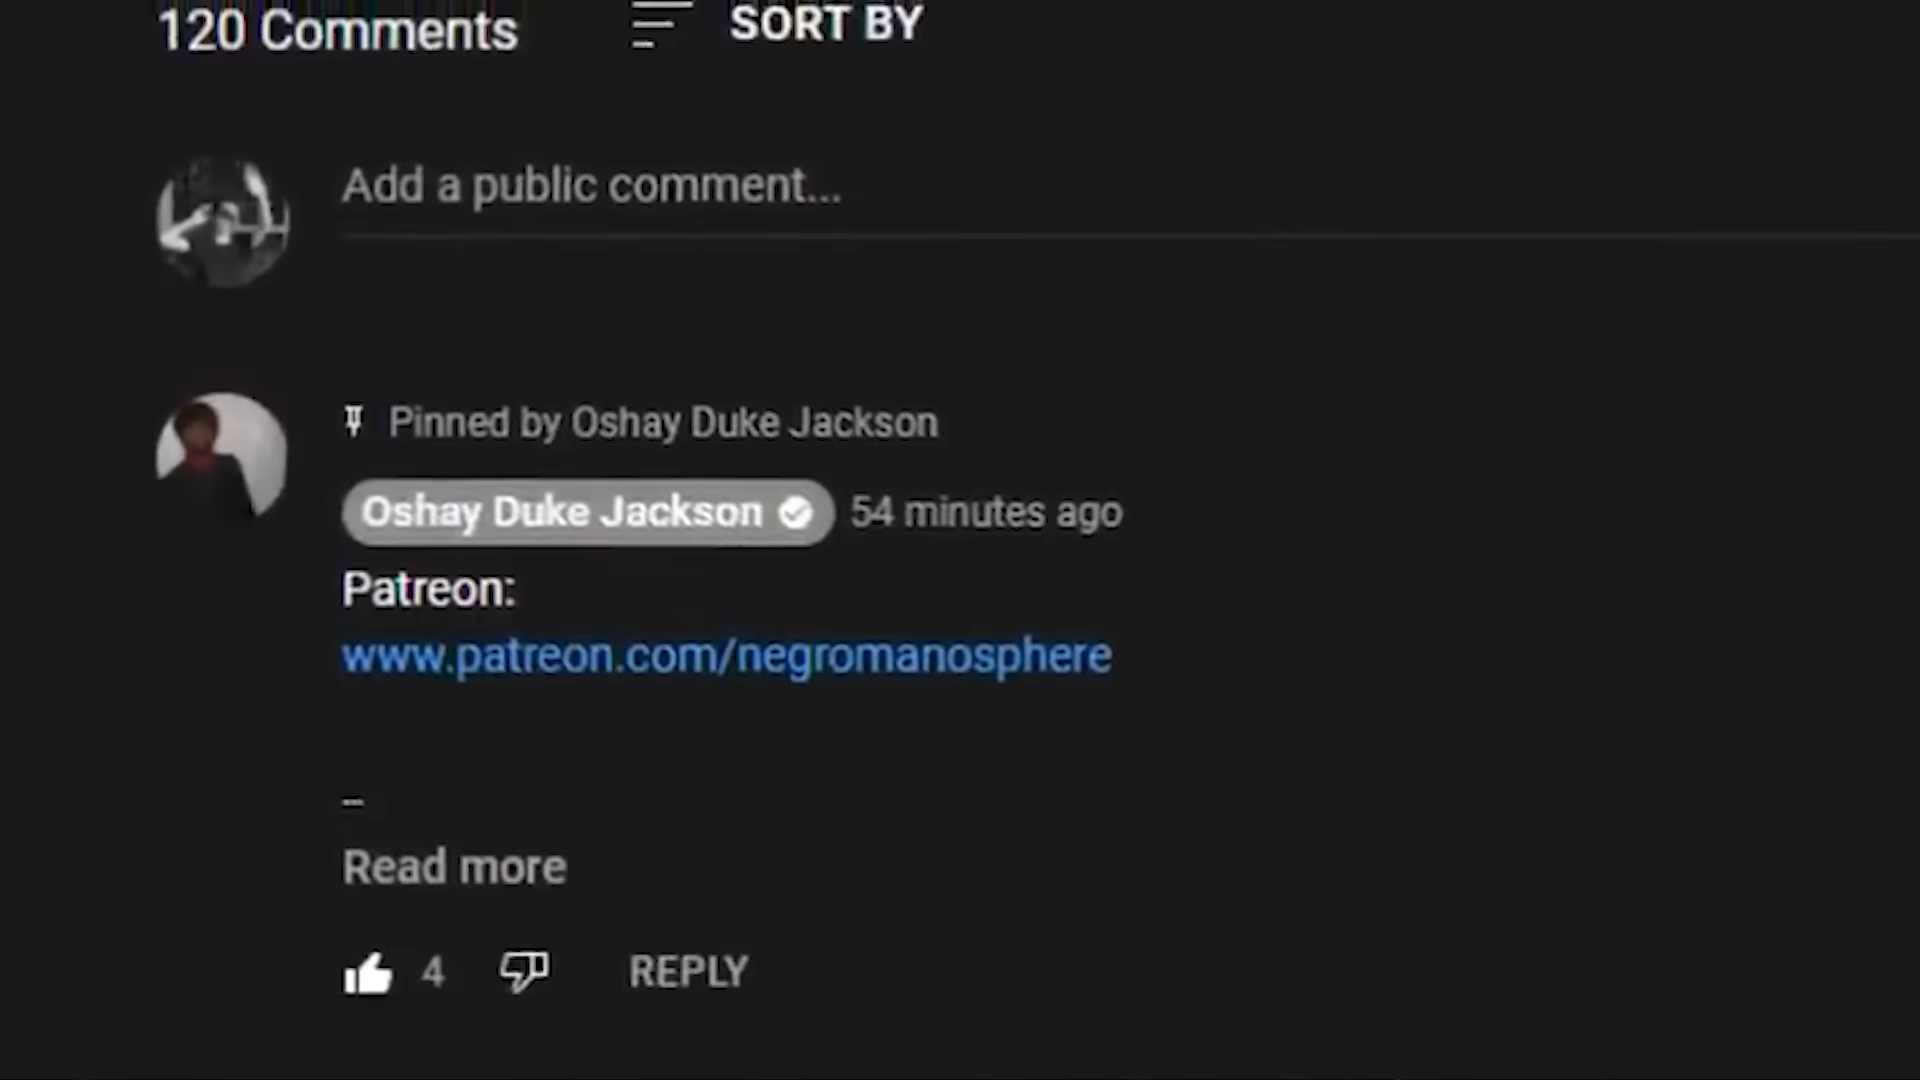 120 Comments SORT BY
Add a public comment...
Pinned by Oshay Duke Jackson
Oshay Duke Jackson 54 minutes ago
Patreon:
www.patreon.com/negromanosphere
--
Read more
4 REPLY